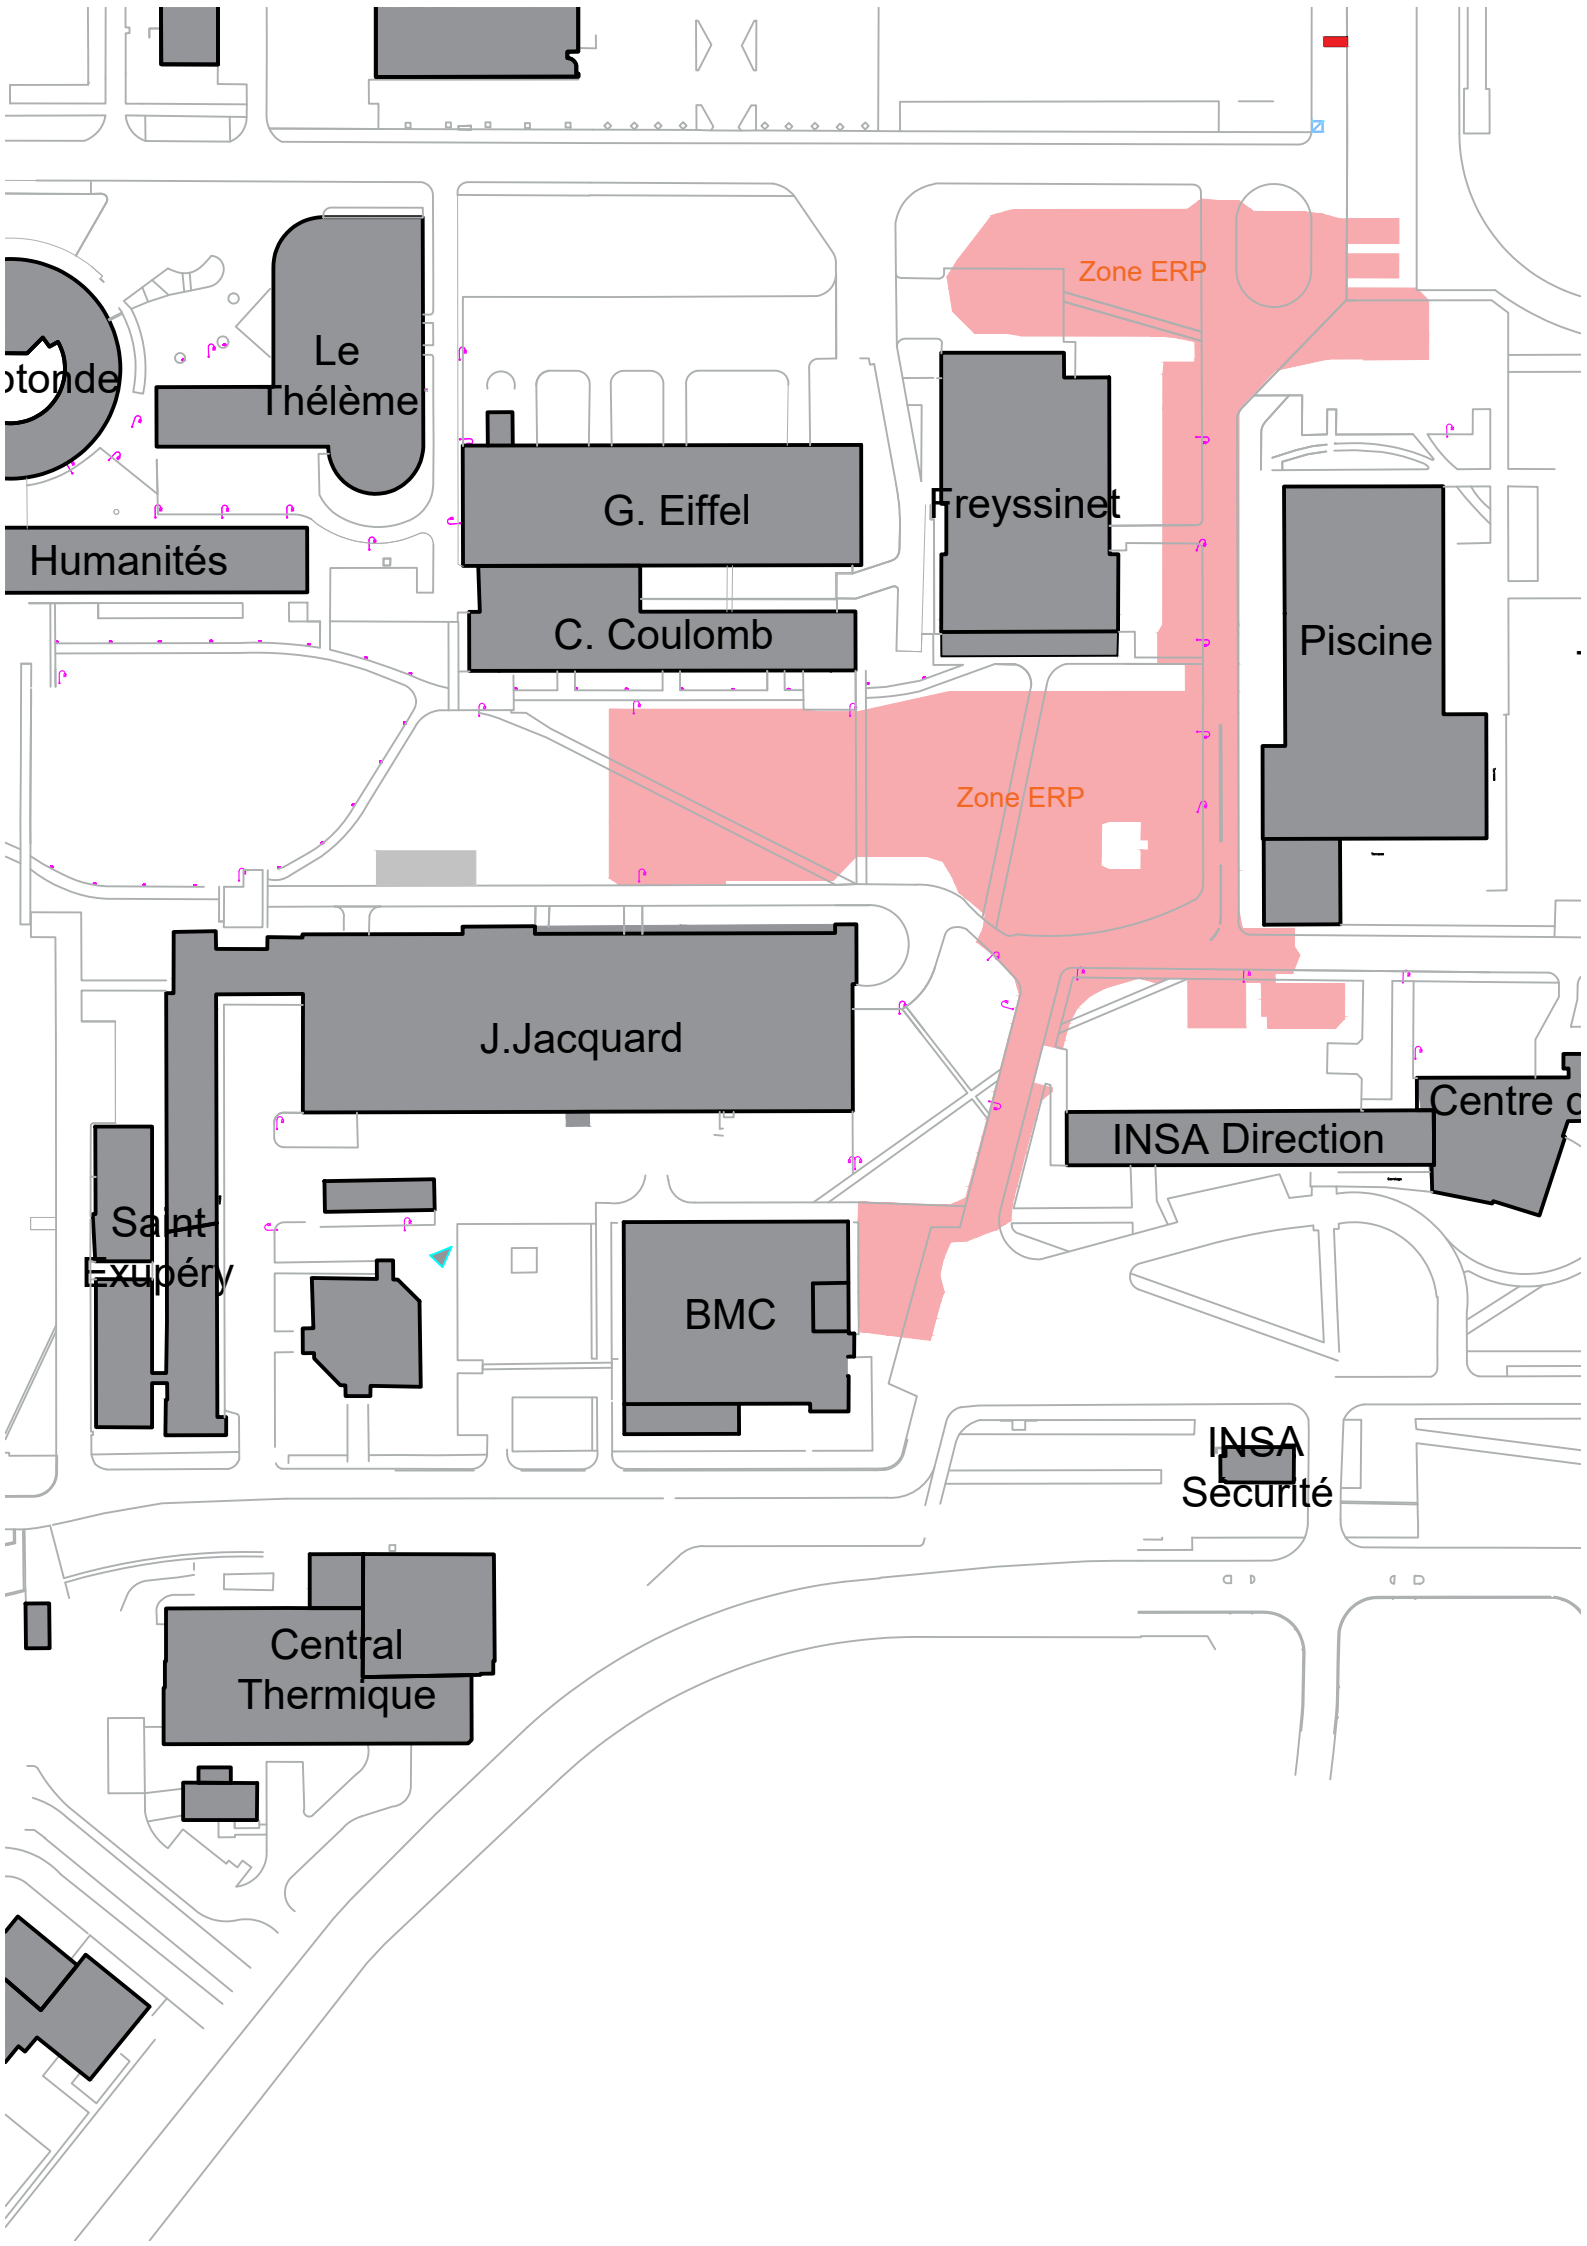 Zone ERP
Le
Thélème
otonde
G. Eiffel
Freyssinet
Humanités
C. Coulomb
Piscine
Zone ERP
J.Jacquard
Centre d
INSA Direction
Saint
Exupéry
BMC
INSA
Sécurité
Central
Thermique